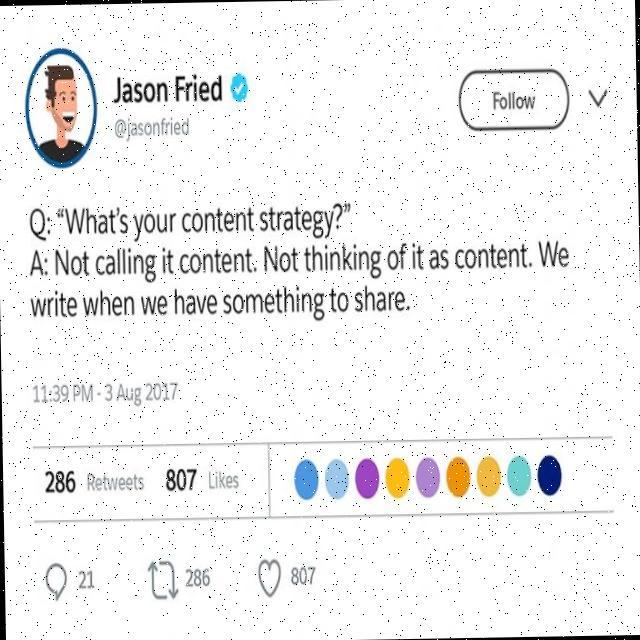 Jason Fried
@jasonfried
Follow
Q: “What’s your content strategy?”
A: Not calling it content. Not thinking of it as content. We
write when we have something to share.
11:39 PM - 3 Aug 2017
286 Retweets 807 Likes
21 286 807